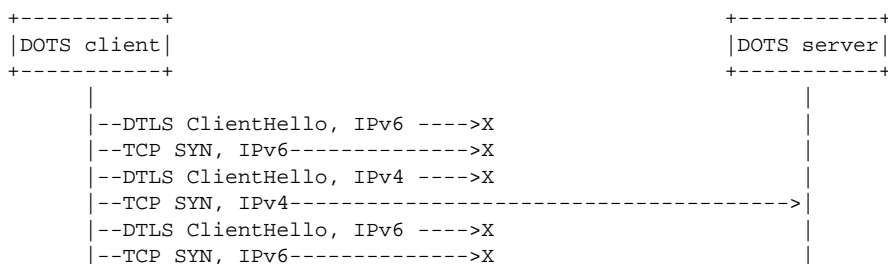 +-----------+                                  +-----------+
|DOTS client|                                  |DOTS server|
+-----------+                                  +-----------+
     |                                              |
     |--DTLS ClientHello, IPv6 ---->X               |
     |--TCP SYN, IPv6-------------->X               |
     |--DTLS ClientHello, IPv4 ---->X               |
     |--TCP SYN, IPv4------------------------------>|
     |--DTLS ClientHello, IPv6 ---->X               |
     |--TCP SYN, IPv6-------------->X               |